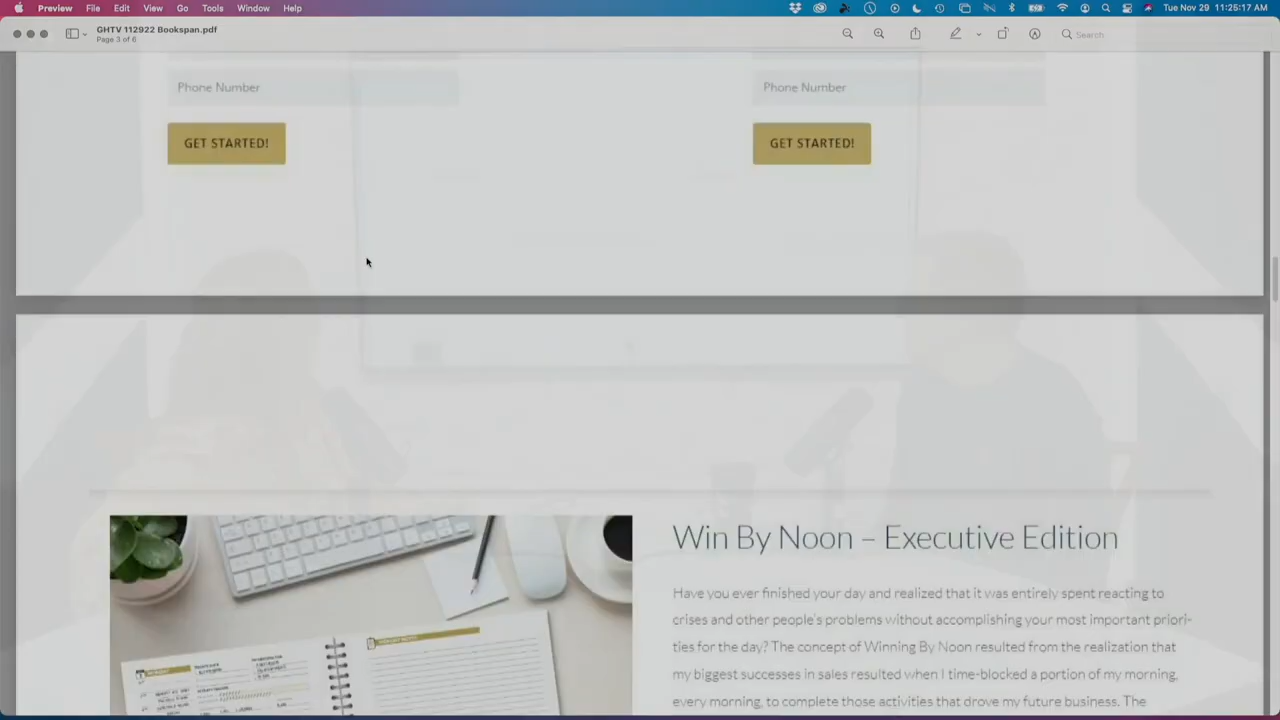 Preview File Edit View Go Tools Window Help
Tue Nov 29 11:25:17 AM
GHTV 112922 Bookspan.pdf
Page 3 of 6
Search
Phone Number
Phone Number
GET STARTED!
GET STARTED!
Win By Noon – Executive Edition
Have you ever finished your day and realized that it was entirely spent reacting to
crises and other people's problems without accomplishing your most important priori-
ties for the day? The concept of Winning By Noon resulted from the realization that
my biggest successes in sales resulted when I time-blocked a portion of my morning,
every morning, to complete those activities that drove my future business. The